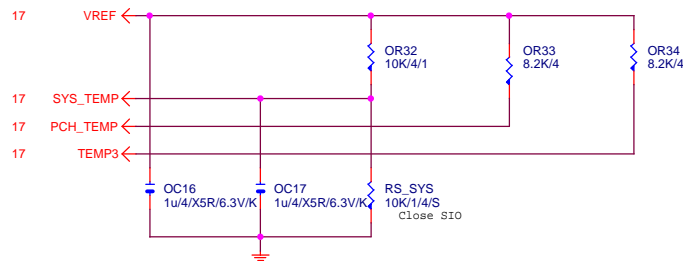 17 VREF
OR32
10K/4/1
OR33
8.2K/4
OR34
8.2K/4
17 SYS_TEMP
17 PCH_TEMP
17 TEMP3
OC16
1u/4/X5R/6.3V/K
OC17
1u/4/X5R/6.3V/K
RS_SYS
10K/1/4/S
Close SIO